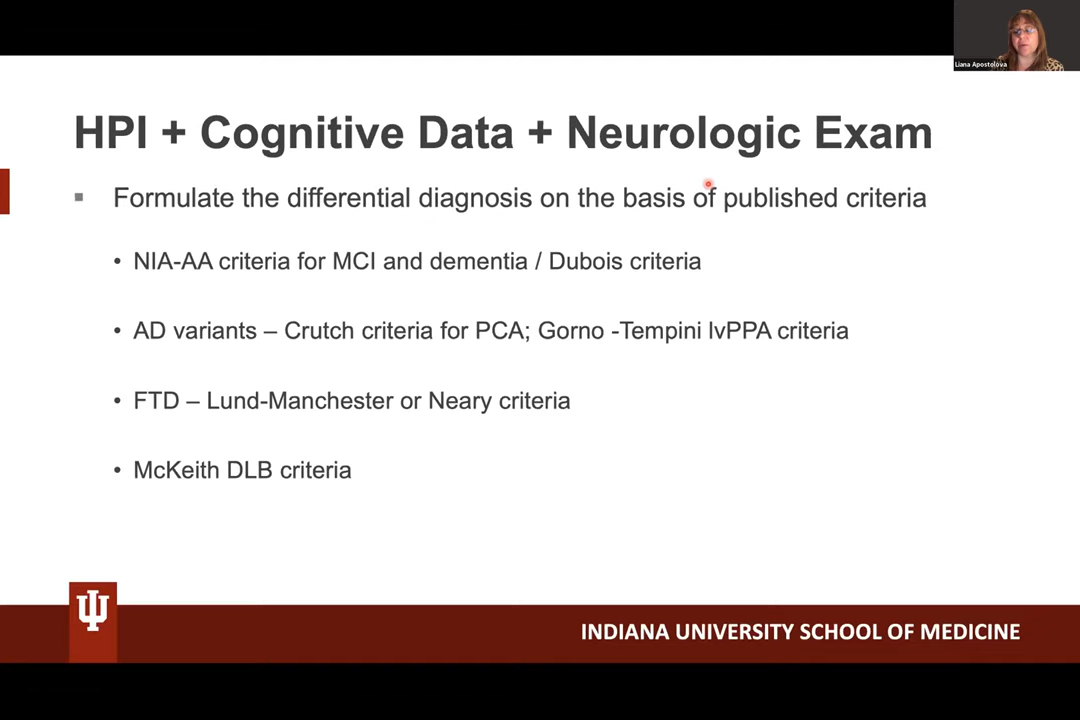 Liana Apostolova
HPI + Cognitive Data + Neurologic Exam
▪ Formulate the differential diagnosis on the basis of published criteria
• NIA-AA criteria for MCI and dementia / Dubois criteria
• AD variants – Crutch criteria for PCA; Gorno -Tempini lvPPA criteria
• FTD – Lund-Manchester or Neary criteria
• McKeith DLB criteria
INDIANA UNIVERSITY SCHOOL OF MEDICINE